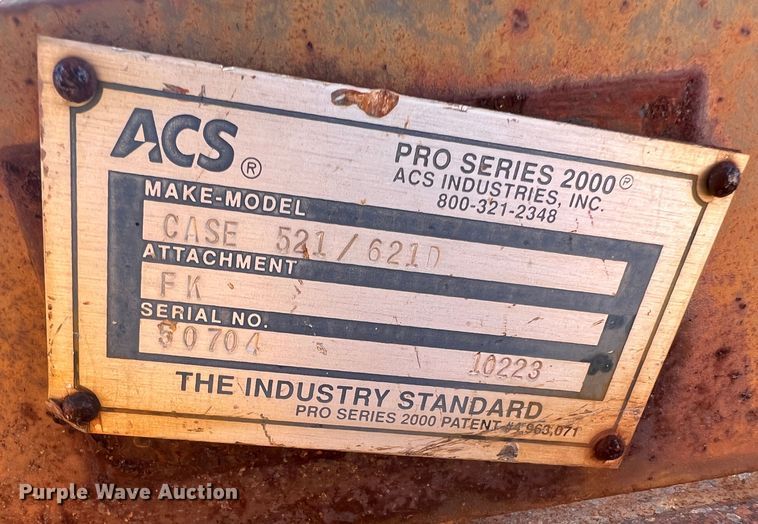 ACS®
PRO SERIES 2000®
ACS INDUSTRIES, INC.
800-321-2348
MAKE-MODEL
CASE 521/621D
ATTACHMENT
FK
SERIAL NO.
50704 10223
THE INDUSTRY STANDARD
PRO SERIES 2000 PATENT #4,963,071
Purple Wave Auction